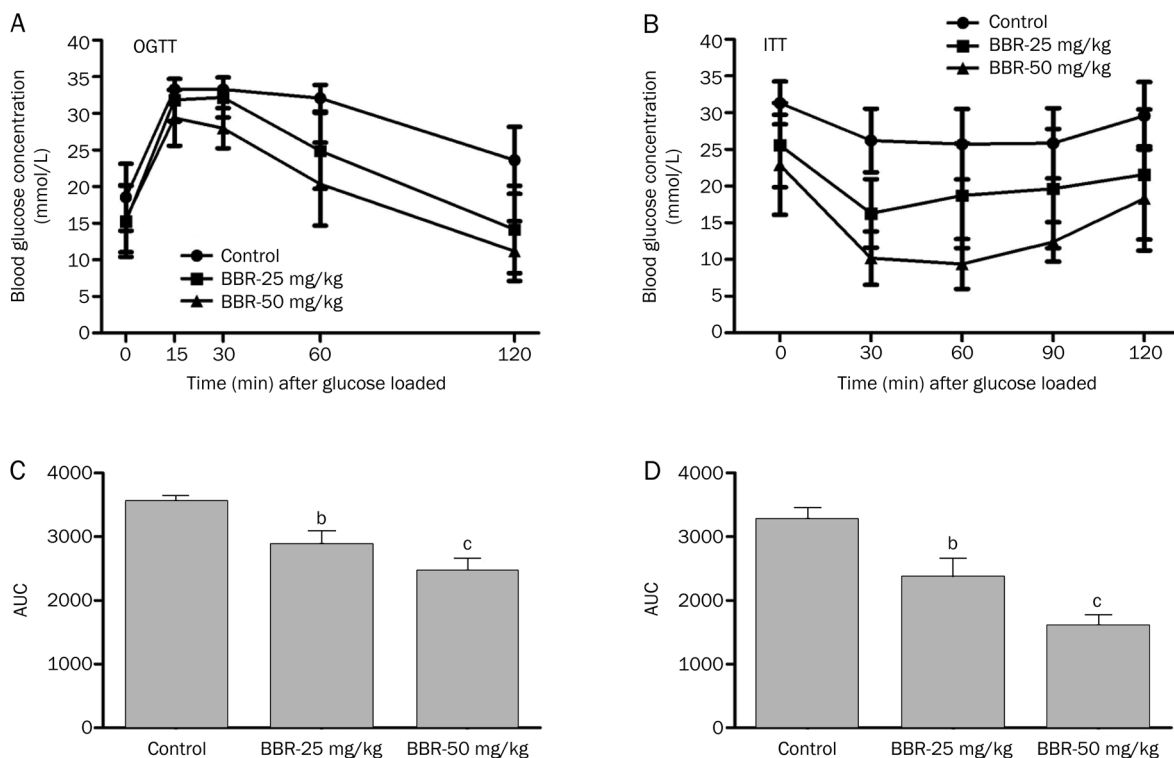 A
OGTT
Blood glucose concentration
(mmol/L)
40
35
30
25
20
15
10
5
0
Control
BBR-25 mg/kg
BBR-50 mg/kg
0 15 30 60 120
Time (min) after glucose loaded
B
ITT
Control
BBR-25 mg/kg
BBR-50 mg/kg
Blood glucose concentration
(mmol/L)
40
35
30
25
20
15
10
5
0
0 30 60 90 120
Time (min) after glucose loaded
C
AUC
4000
3000
2000
1000
0
b
c
Control BBR-25 mg/kg BBR-50 mg/kg
D
AUC
4000
3000
2000
1000
0
b
c
Control BBR-25 mg/kg BBR-50 mg/kg